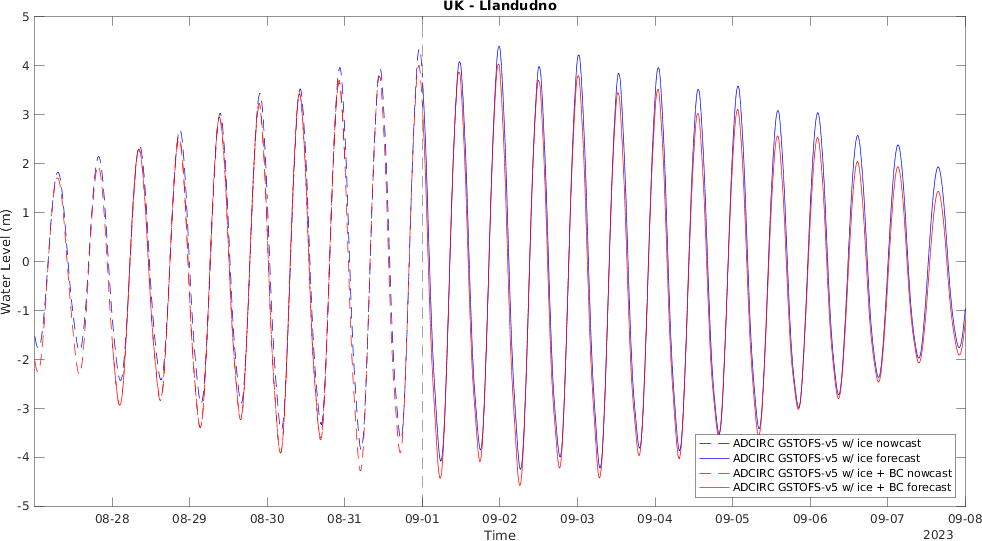 UK - Llandudno
5
4
3
2
1
0
-1
-2
-3
-4
-5
Water Level (m)
ADCIRC GSTOFS-v5 w/ ice nowcast
ADCIRC GSTOFS-v5 w/ ice forecast
ADCIRC GSTOFS-v5 w/ ice + BC nowcast
ADCIRC GSTOFS-v5 w/ ice + BC forecast
08-28 08-29 08-30 08-31 09-01 09-02 09-03 09-04 09-05 09-06 09-07 09-08
Time
2023